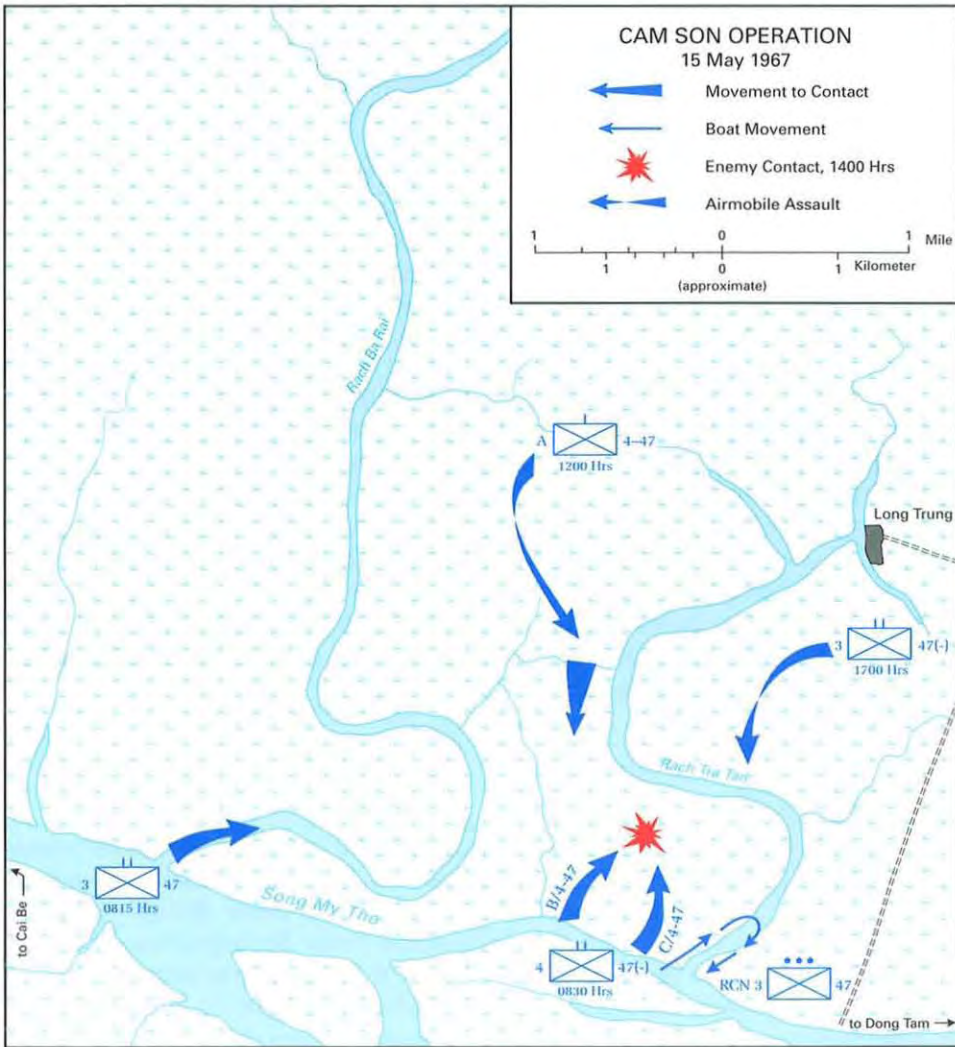 CAM SON OPERATION
15 May 1967
Movement to Contact
Boat Movement
Enemy Contact, 1400 Hrs
Airmobile Assault
1 0 1 Mile
1 0 1 Kilometer
(approximate)
Rach Ba Rai
A 4-47
1200 Hrs
Long Trung
3 47(-)
1700 Hrs
Rach Tra Tan
3 47
0815 Hrs
to Cai Be
Song My Tho
B/4-47
C/4-47
4 47(-)
0830 Hrs
RCN 3 47
to Dong Tam